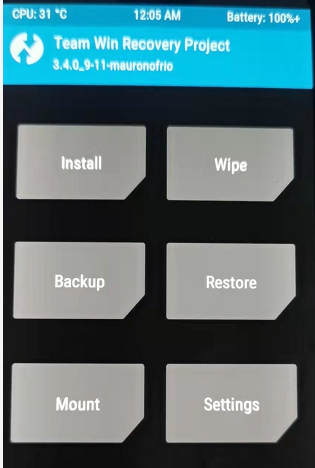 CPU: 31 °C 12:05 AM Battery: 100%+
Team Win Recovery Project
3.4.0_9-11-mauronofrio
Install Wipe
Backup Restore
Mount Settings